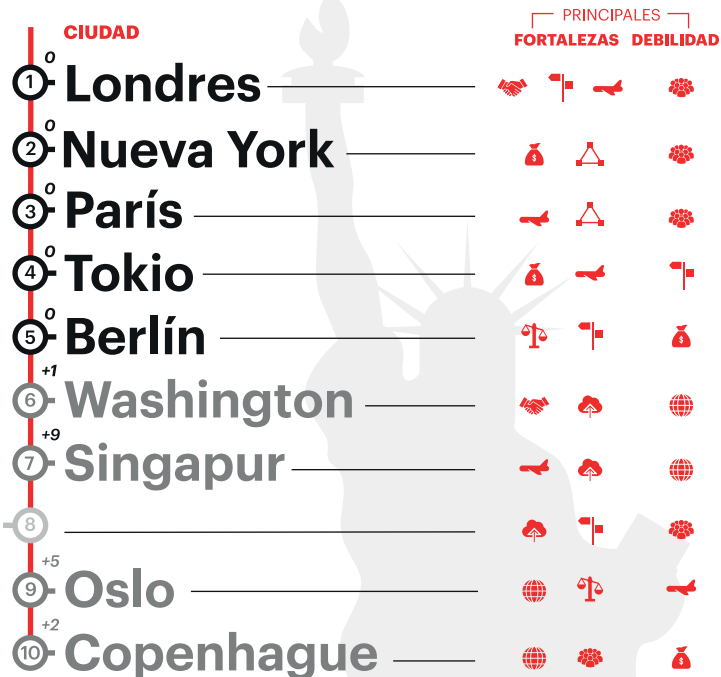 CIUDAD
PRINCIPALES
FORTALEZAS DEBILIDAD
0
1 Londres
0
2 Nueva York
0
3 París
0
4 Tokio
0
5 Berlín
+1
6 Washington
+9
7 Singapur
8
+5
9 Oslo
+2
10 Copenhague